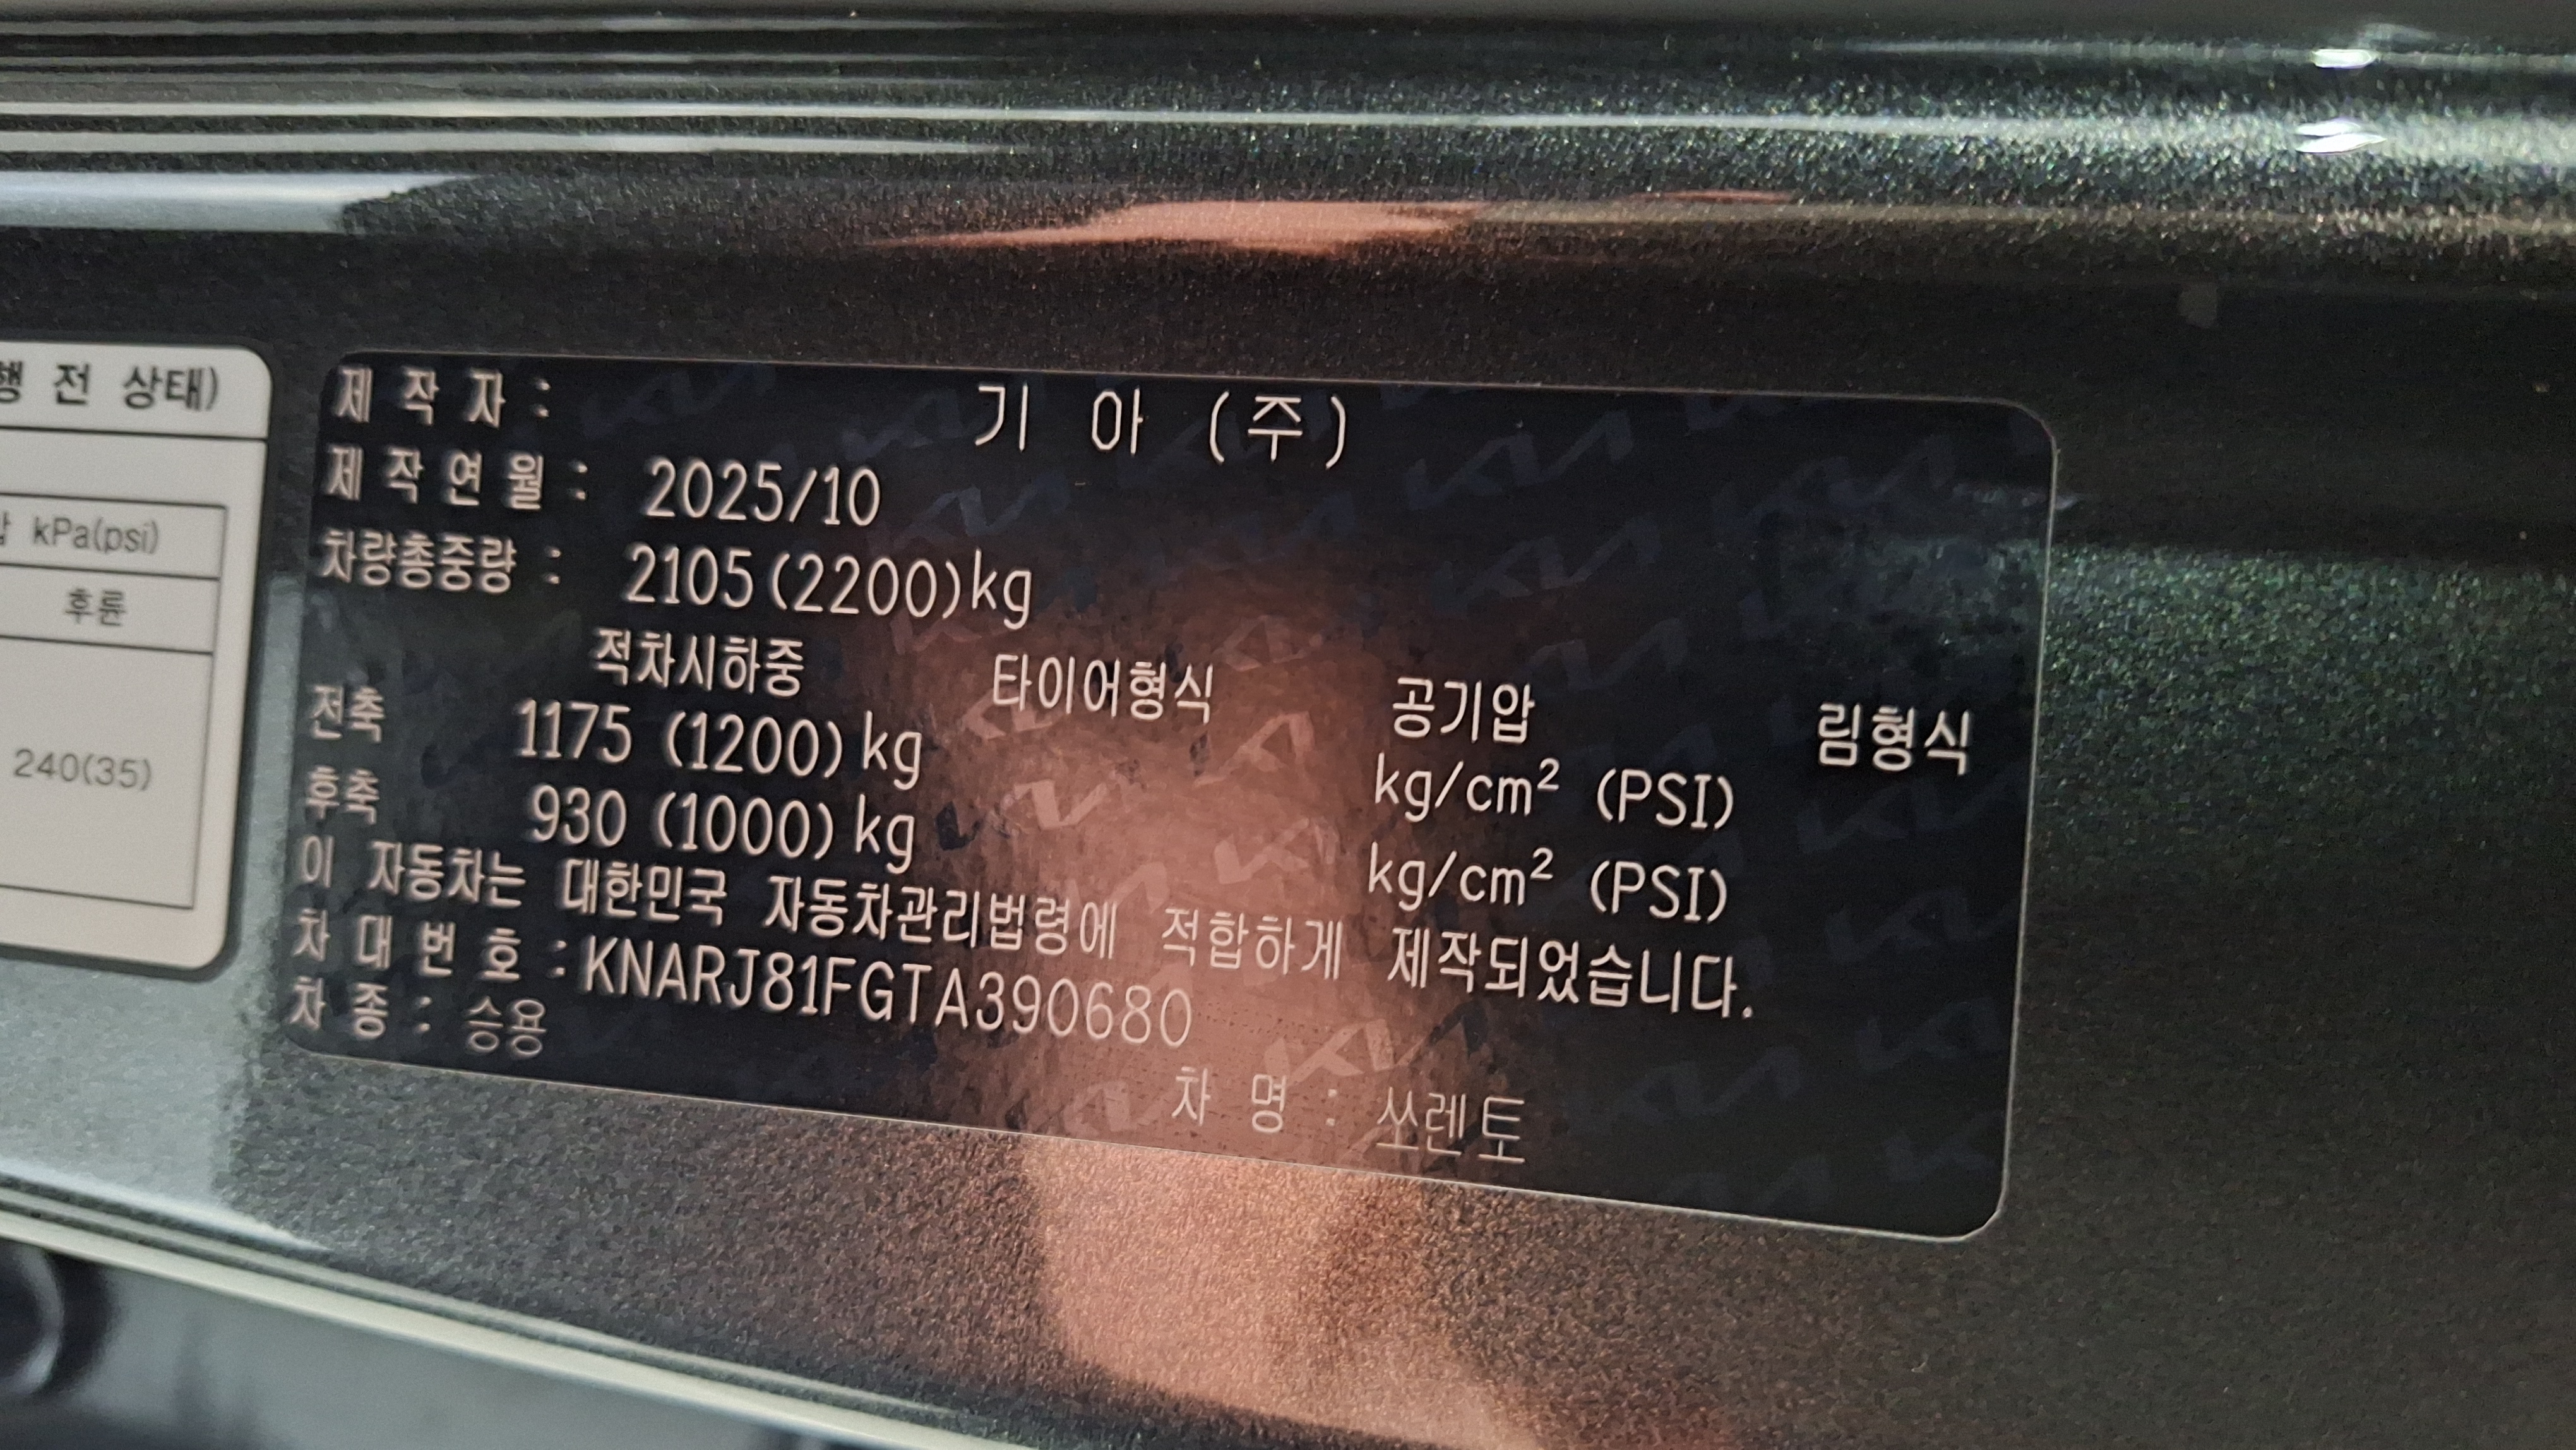 행 전 상태)
kPa(psi)
후륜
240(35)
제 작 자 : 기 아 (주)
제 작 연 월 : 2025/10
차량총중량 : 2105(2200)kg
적차시하중 타이어형식 공기압 림형식
전축 1175 (1200) kg kg/cm² (PSI)
후축 930 (1000) kg kg/cm² (PSI)
이 자동차는 대한민국 자동차관리법령에 적합하게 제작되었습니다.
차 대 번 호 : KNARJ81FGTA390680
차 종 : 승용 차 명 : 쏘렌토